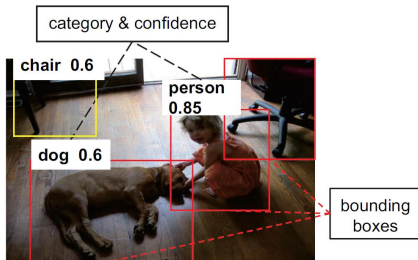 category & confidence
chair 0.6
person
0.85
dog 0.6
bounding
boxes